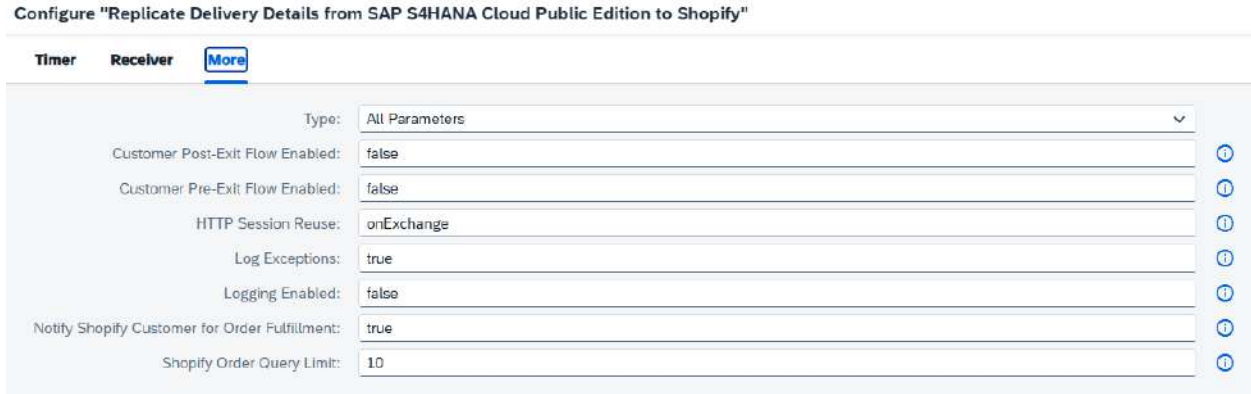 Configure "Replicate Delivery Details from SAP S4HANA Cloud Public Edition to Shopify"
Timer Receiver More
Type: All Parameters
Customer Post-Exit Flow Enabled: false
Customer Pre-Exit Flow Enabled: false
HTTP Session Reuse: onExchange
Log Exceptions: true
Logging Enabled: false
Notify Shopify Customer for Order Fulfillment: true
Shopify Order Query Limit: 10